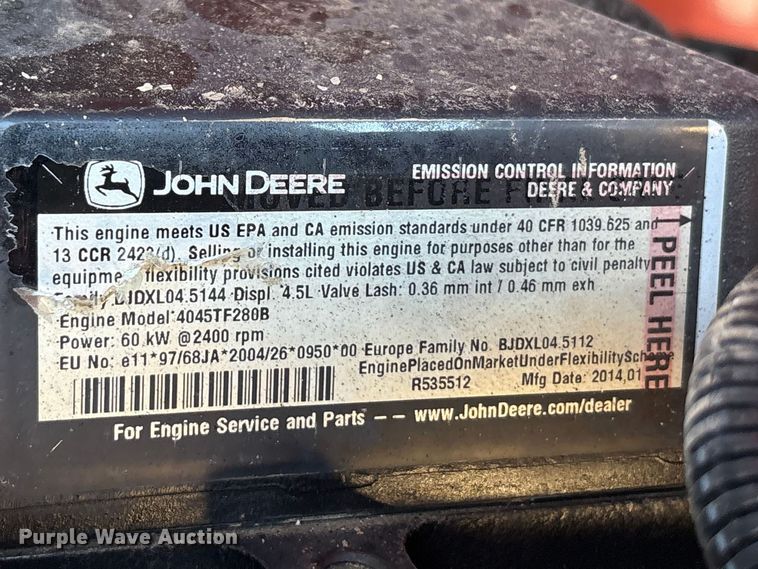 JOHN DEERE
EMISSION CONTROL INFORMATION
DEERE & COMPANY
MOVED BEFORE
This engine meets US EPA and CA emission standards under 40 CFR 1039.625 and
13 CCR 2423(d). Selling or installing this engine for purposes other than for the
equipme flexibility provisions cited violates US & CA law subject to civil penalty
Family BJDXL04.5144 Displ. 4.5L Valve Lash: 0.36 mm int / 0.46 mm exh
Engine Model 4045TF280B
Power: 60 kW @ 2400 rpm
EU No: e11*97/68JA*2004/26*0950*00 Europe Family No. BJDXL04.5112
EnginePlacedOnMarketUnderFlexibilityScheme
R535512 Mfg Date: 2014,01
PEEL HERE
For Engine Service and Parts — www.JohnDeere.com/dealer
Purple Wave Auction